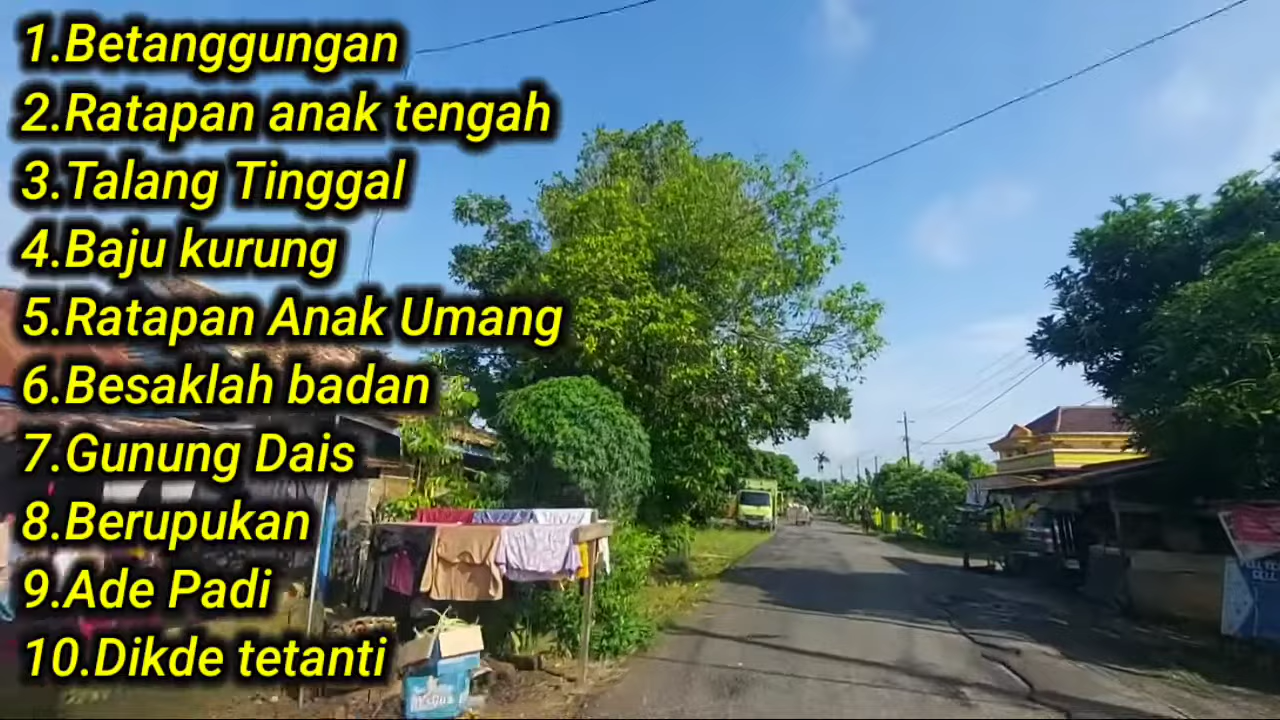 1.Betanggungan
2.Ratapan anak tengah
3.Talang Tinggal
4.Baju kurung
5.Ratapan Anak Umang
6.Besaklah badan
7.Gunung Dais
8.Berupukan
9.Ade Padi
10.Dikde tetanti